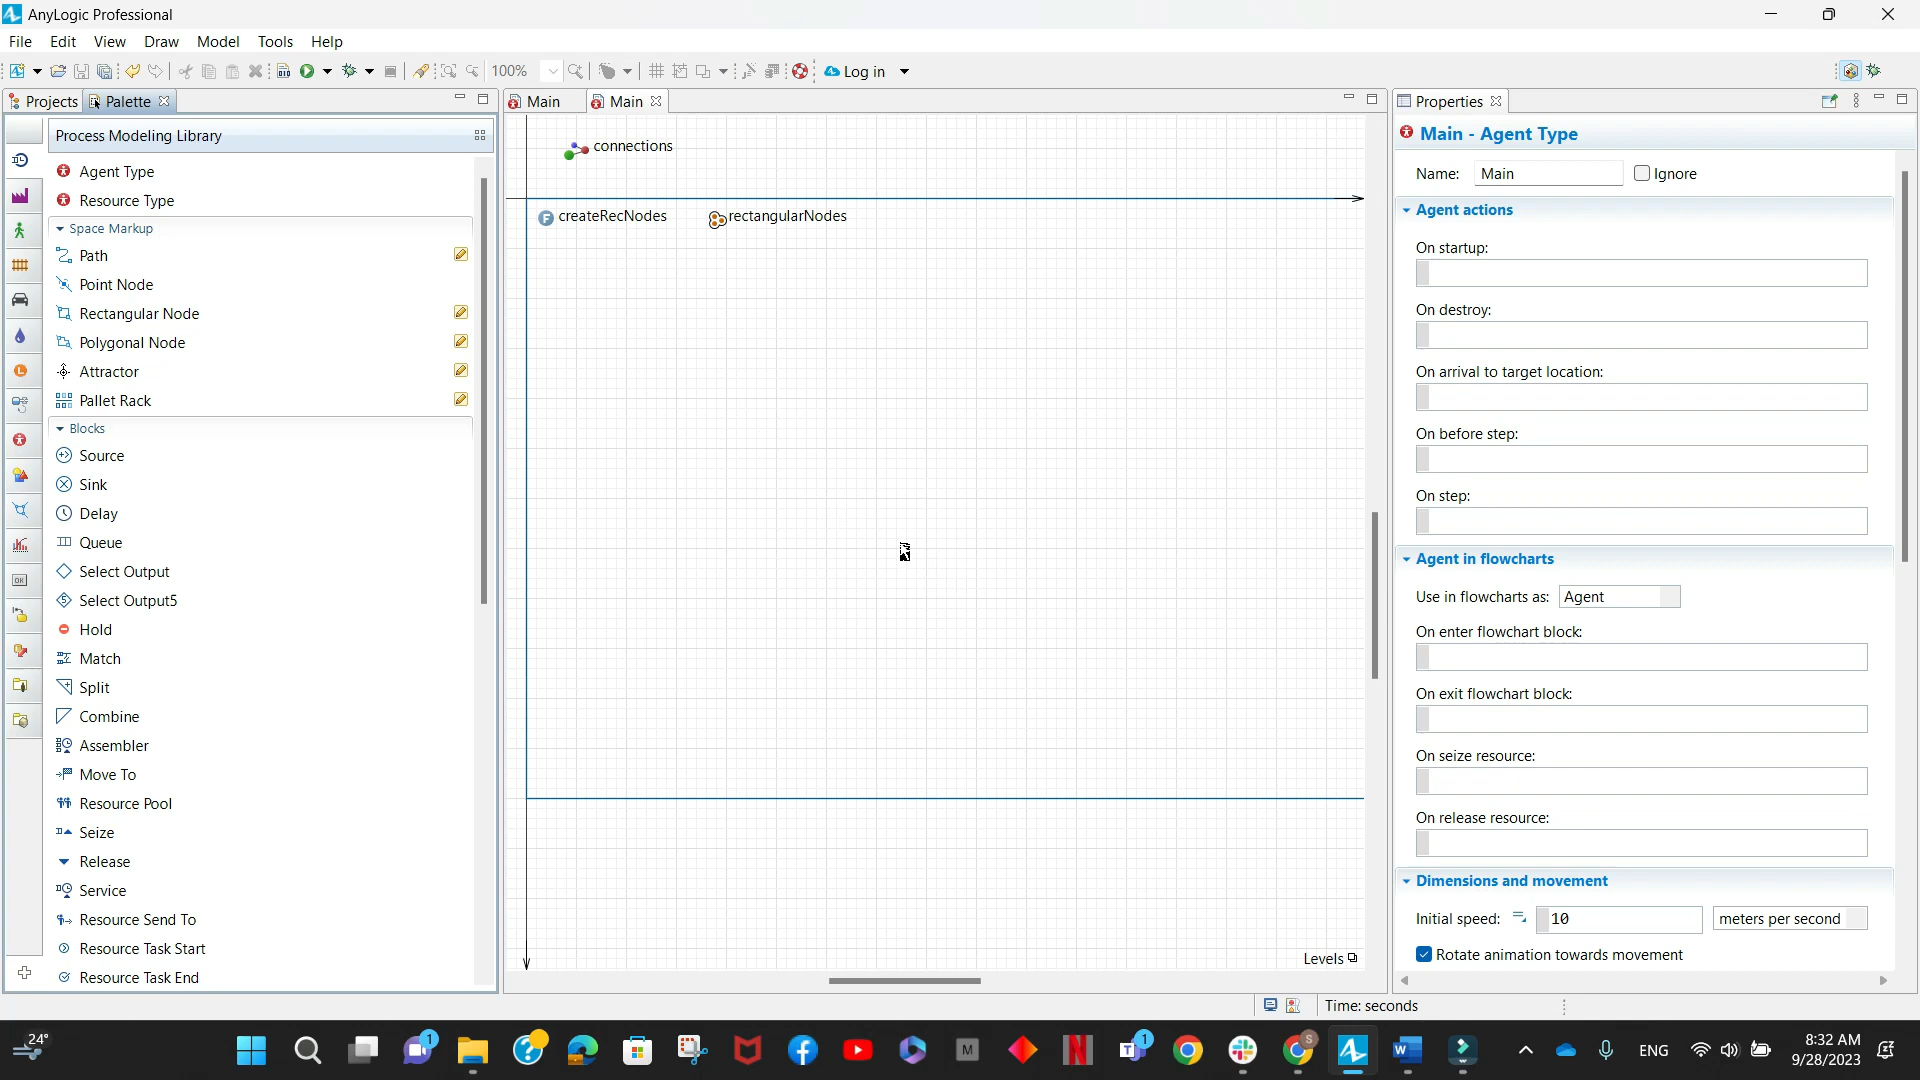 AnyLogic Professional
File Edit View Draw Model Tools Help
100% Log in
Projects Palette
Main Main
Properties
Process Modeling Library
Agent Type
Resource Type
Space Markup
Path
Point Node
Rectangular Node
Polygonal Node
Attractor
Pallet Rack
Blocks
Source
Sink
Delay
Queue
Select Output
Select Output5
Hold
Match
Split
Combine
Assembler
Move To
Resource Pool
Seize
Release
Service
Resource Send To
Resource Task Start
Resource Task End
connections
createRecNodes rectangularNodes
Levels
Main - Agent Type
Name: Main Ignore
Agent actions
On startup:
On destroy:
On arrival to target location:
On before step:
On step:
Agent in flowcharts
Use in flowcharts as: Agent
On enter flowchart block:
On exit flowchart block:
On seize resource:
On release resource:
Dimensions and movement
Initial speed: 10 meters per second
Rotate animation towards movement
Time: seconds
24°
1
1
S
ENG
8:32 AM
9/28/2023